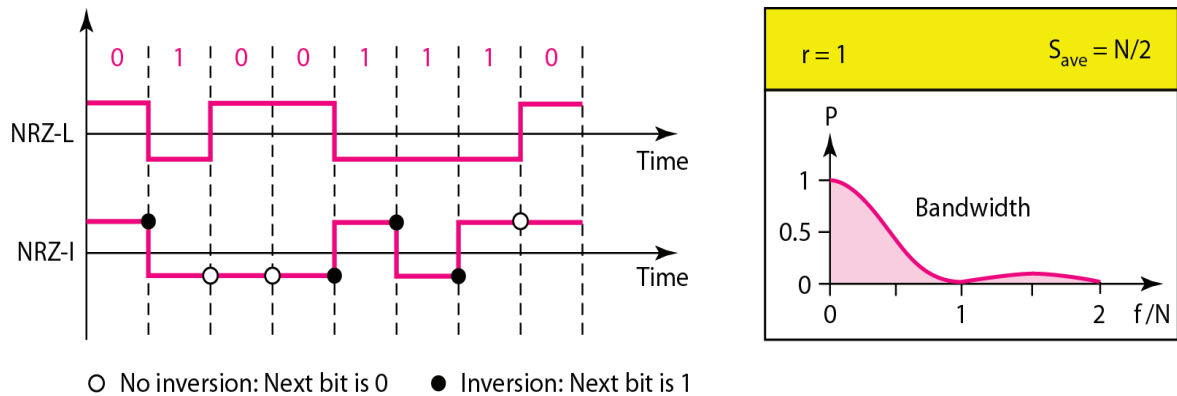 0 1 0 0 1 1 1 0
NRZ-L
Time
NRZ-I
Time
No inversion: Next bit is 0
Inversion: Next bit is 1
r = 1
S_ave = N/2
P
1
0.5
0
Bandwidth
0 1 2 f/N